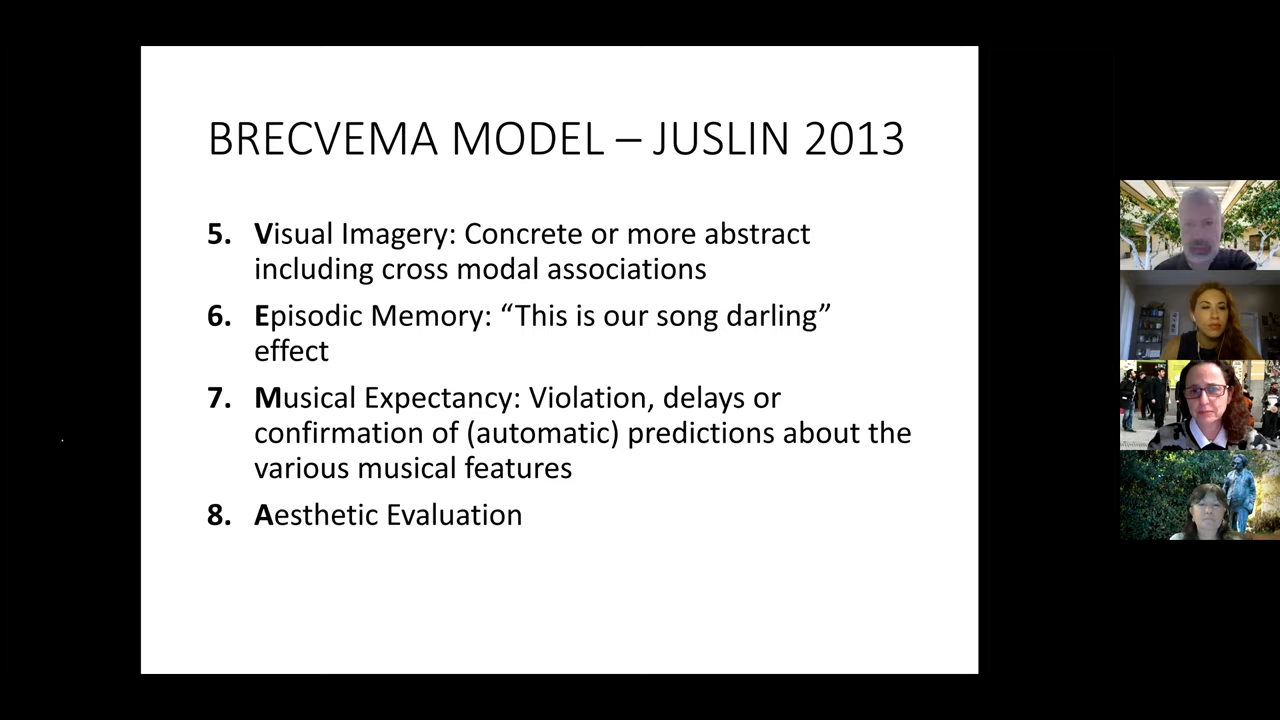 BRECVEMA MODEL – JUSLIN 2013
5. Visual Imagery: Concrete or more abstract
including cross modal associations
6. Episodic Memory: “This is our song darling”
effect
7. Musical Expectancy: Violation, delays or
confirmation of (automatic) predictions about the
various musical features
8. Aesthetic Evaluation